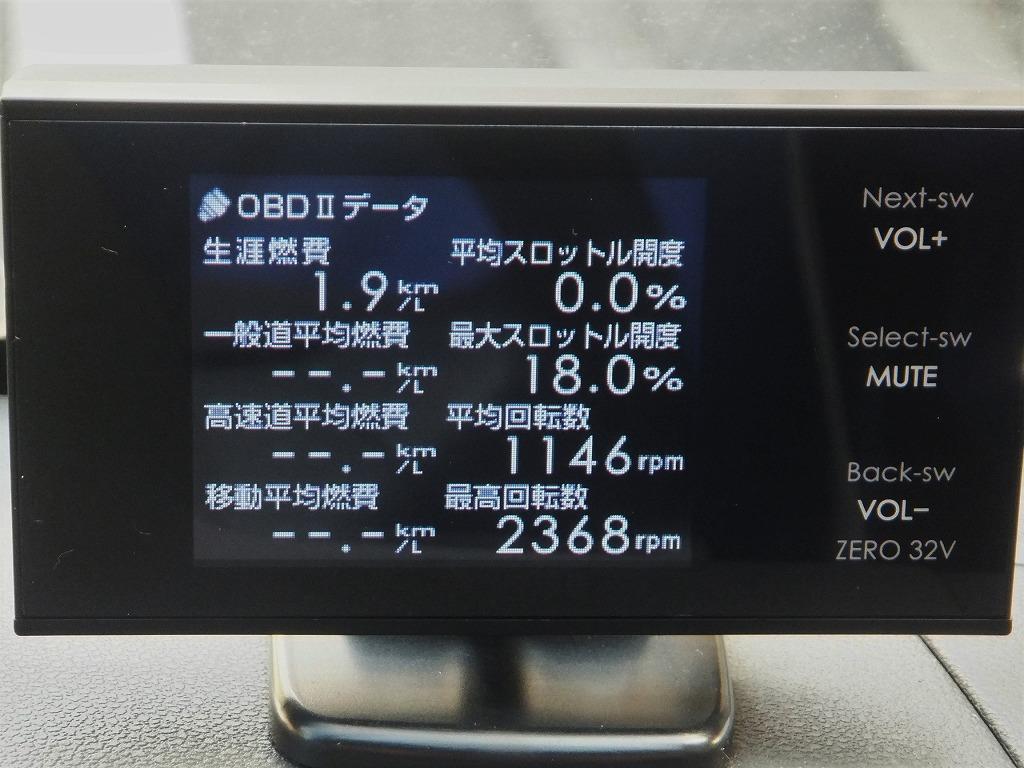 OBDⅡデータ
生涯燃費 平均スロットル開度
1.9km/L 0.0%
一般道平均燃費 最大スロットル開度
--.-km/L 18.0%
高速道平均燃費 平均回転数
--.-km/L 1146rpm
移動平均燃費 最高回転数
--.-km/L 2368rpm
Next-sw
VOL+
Select-sw
MUTE
Back-sw
VOL−
ZERO 32V